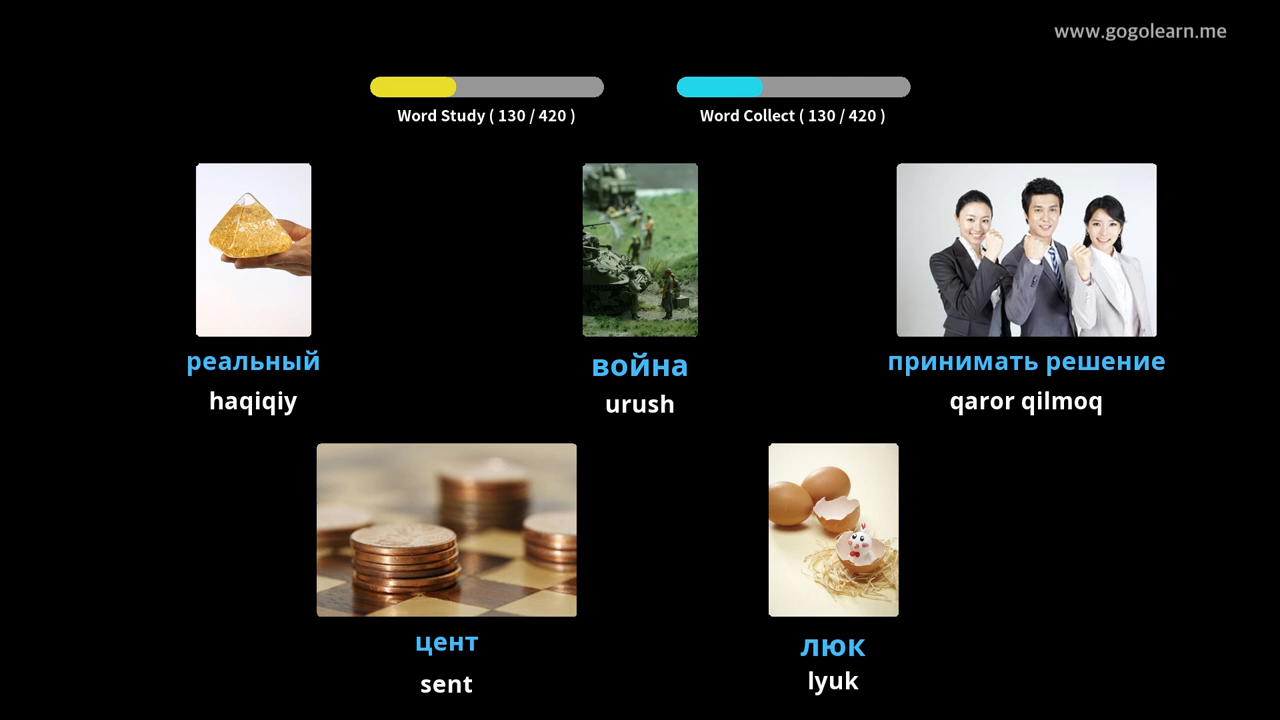 www.gogolearn.me
Word Study ( 130 / 420 )
Word Collect ( 130 / 420 )
реальный
haqiqiy
война
urush
принимать решение
qaror qilmoq
цент
sent
люк
lyuk